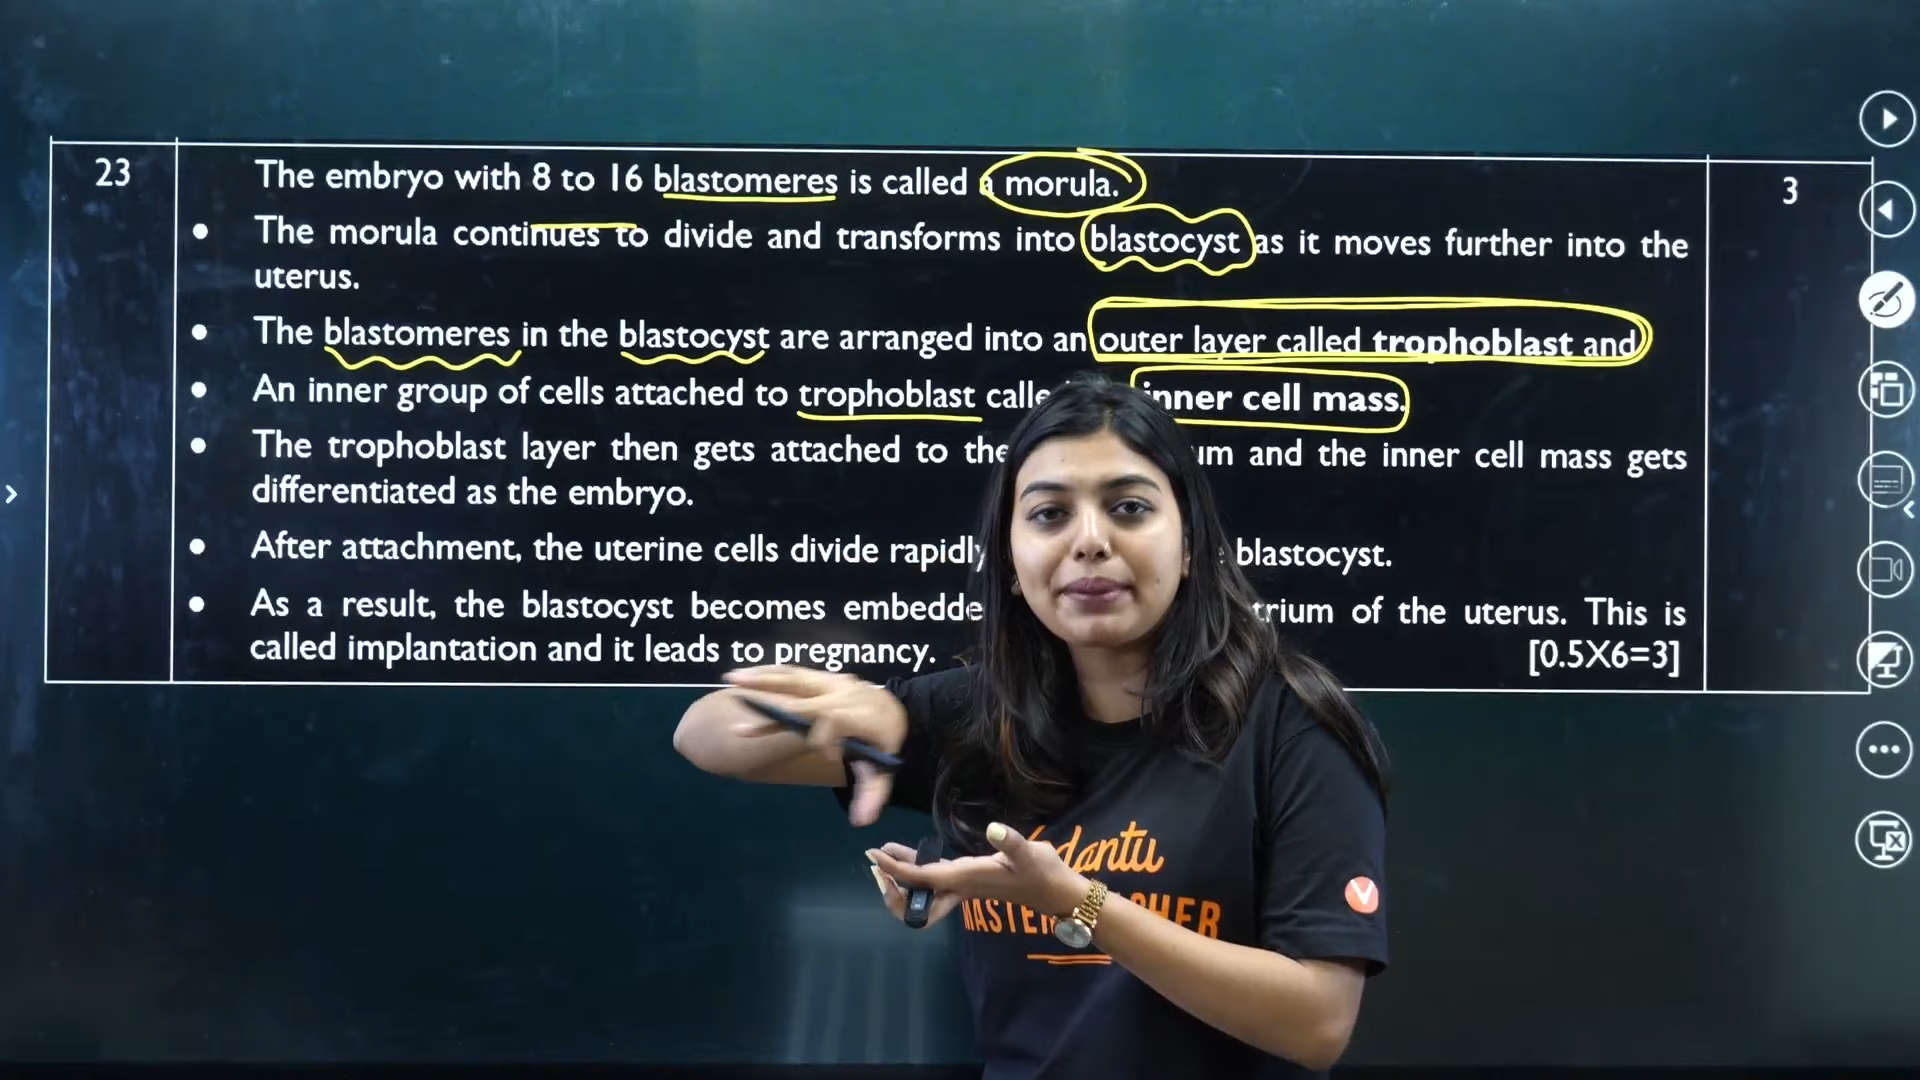 23
The embryo with 8 to 16 blastomeres is called a morula.
3
The morula continues to divide and transforms into blastocyst as it moves further into the
uterus.
The blastomeres in the blastocyst are arranged into an outer layer called trophoblast and
An inner group of cells attached to trophoblast inner cell mass.
The trophoblast layer then gets attached to the and the inner cell mass gets
differentiated as the embryo.
After attachment, the uterine cells divide rapidly blastocyst.
As a result, the blastocyst becomes of the uterus. This is
called implantation and it leads to pregnancy.
[0.5X6=3]
Vedantu
MASTER TEACHER
V